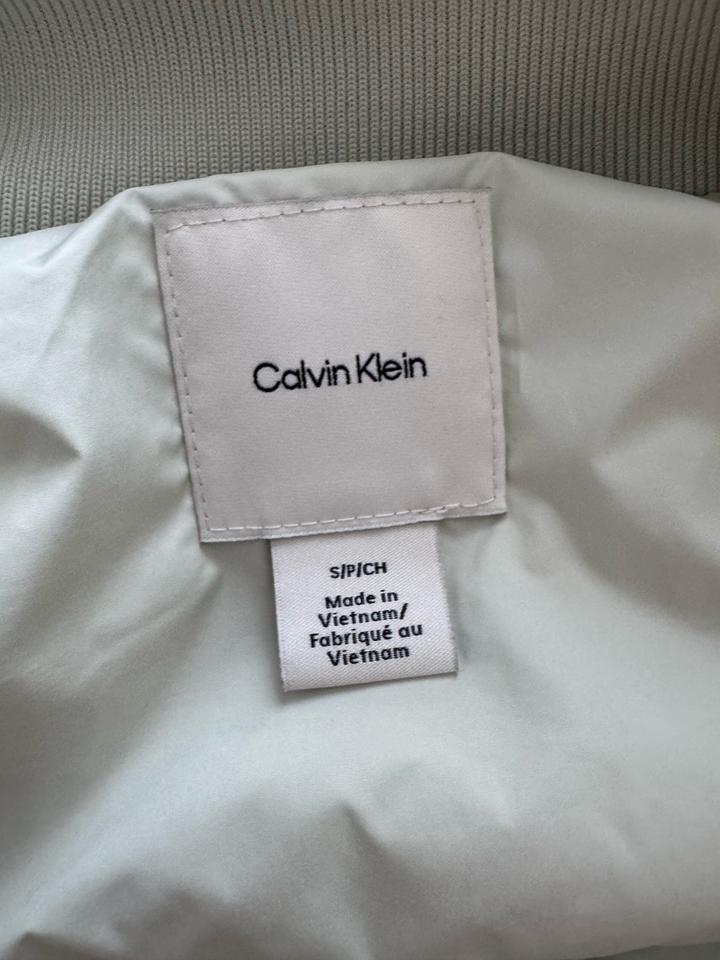 Calvin Klein
S/P/CH
Made in
Vietnam/
Fabriqué au
Vietnam